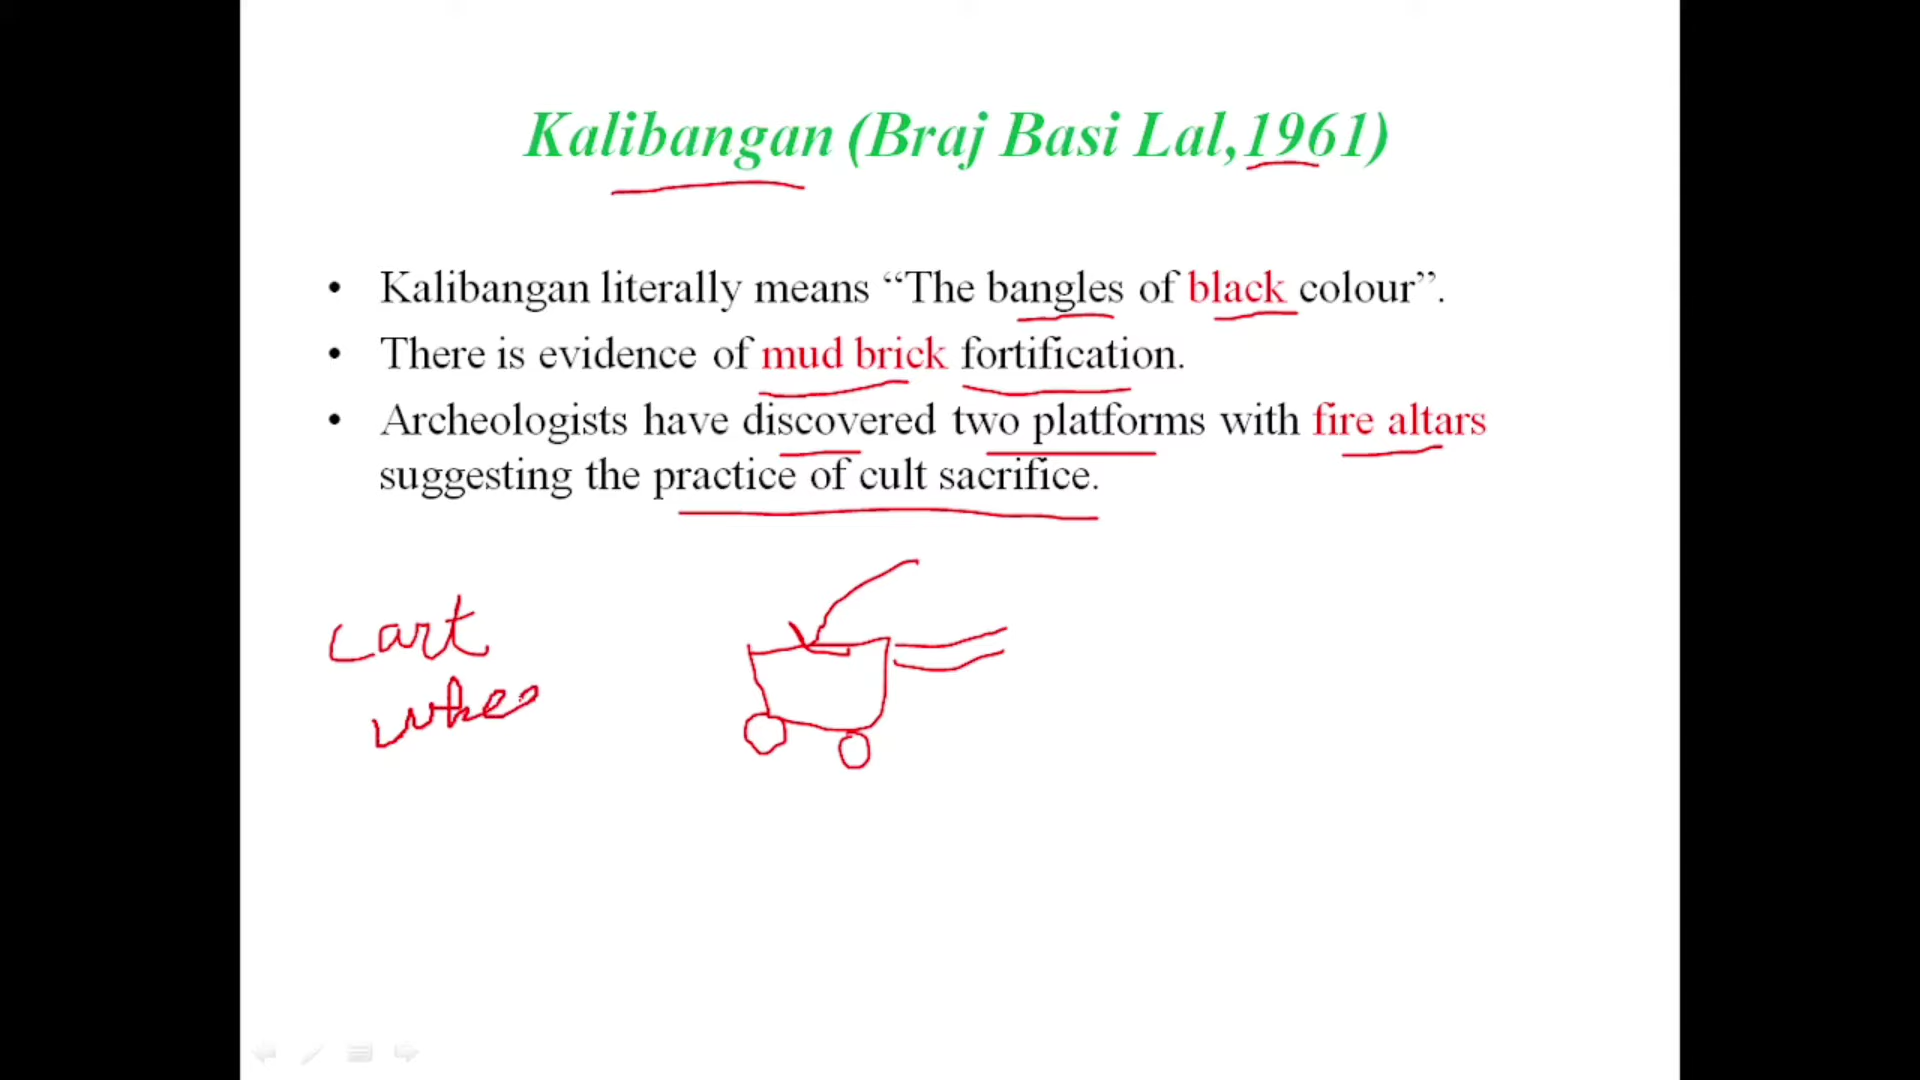 Kalibangan (Braj Basi Lal,1961)
• Kalibangan literally means “The bangles of black colour”.
• There is evidence of mud brick fortification.
• Archeologists have discovered two platforms with fire altars
suggesting the practice of cult sacrifice.
cart
whee